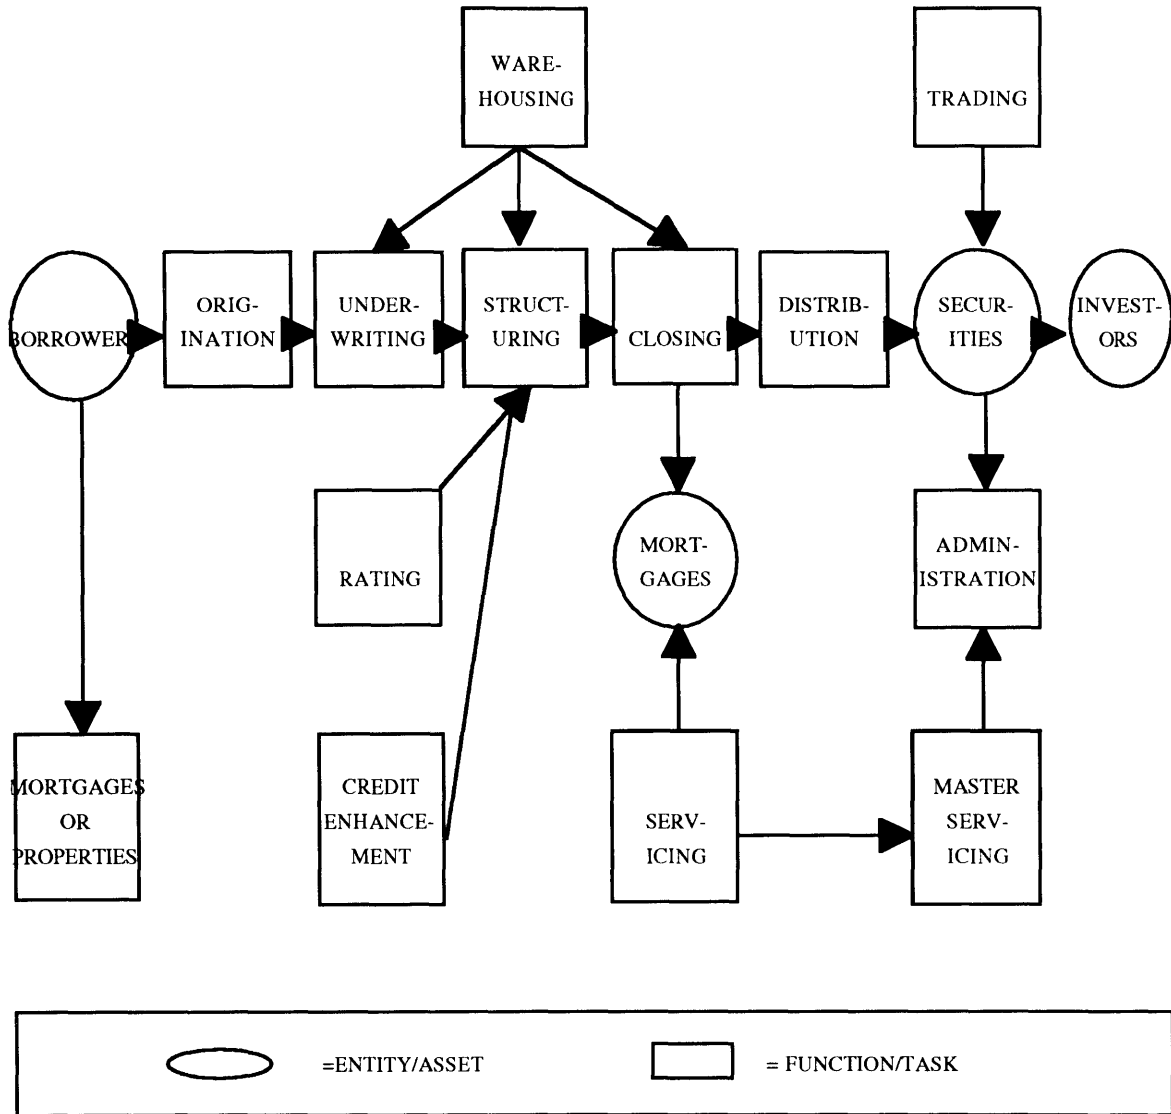 WARE-
HOUSING
TRADING
BORROWER
ORIG-
INATION
UNDER-
WRITING
STRUCT-
URING
CLOSING
DISTRIB-
UTION
SECUR-
ITIES
INVEST-
ORS
RATING
MORT-
GAGES
ADMIN-
ISTRATION
MORTGAGES
OR
PROPERTIES
CREDIT
ENHANCE-
MENT
SERV-
ICING
MASTER
SERV-
ICING
=ENTITY/ASSET
= FUNCTION/TASK